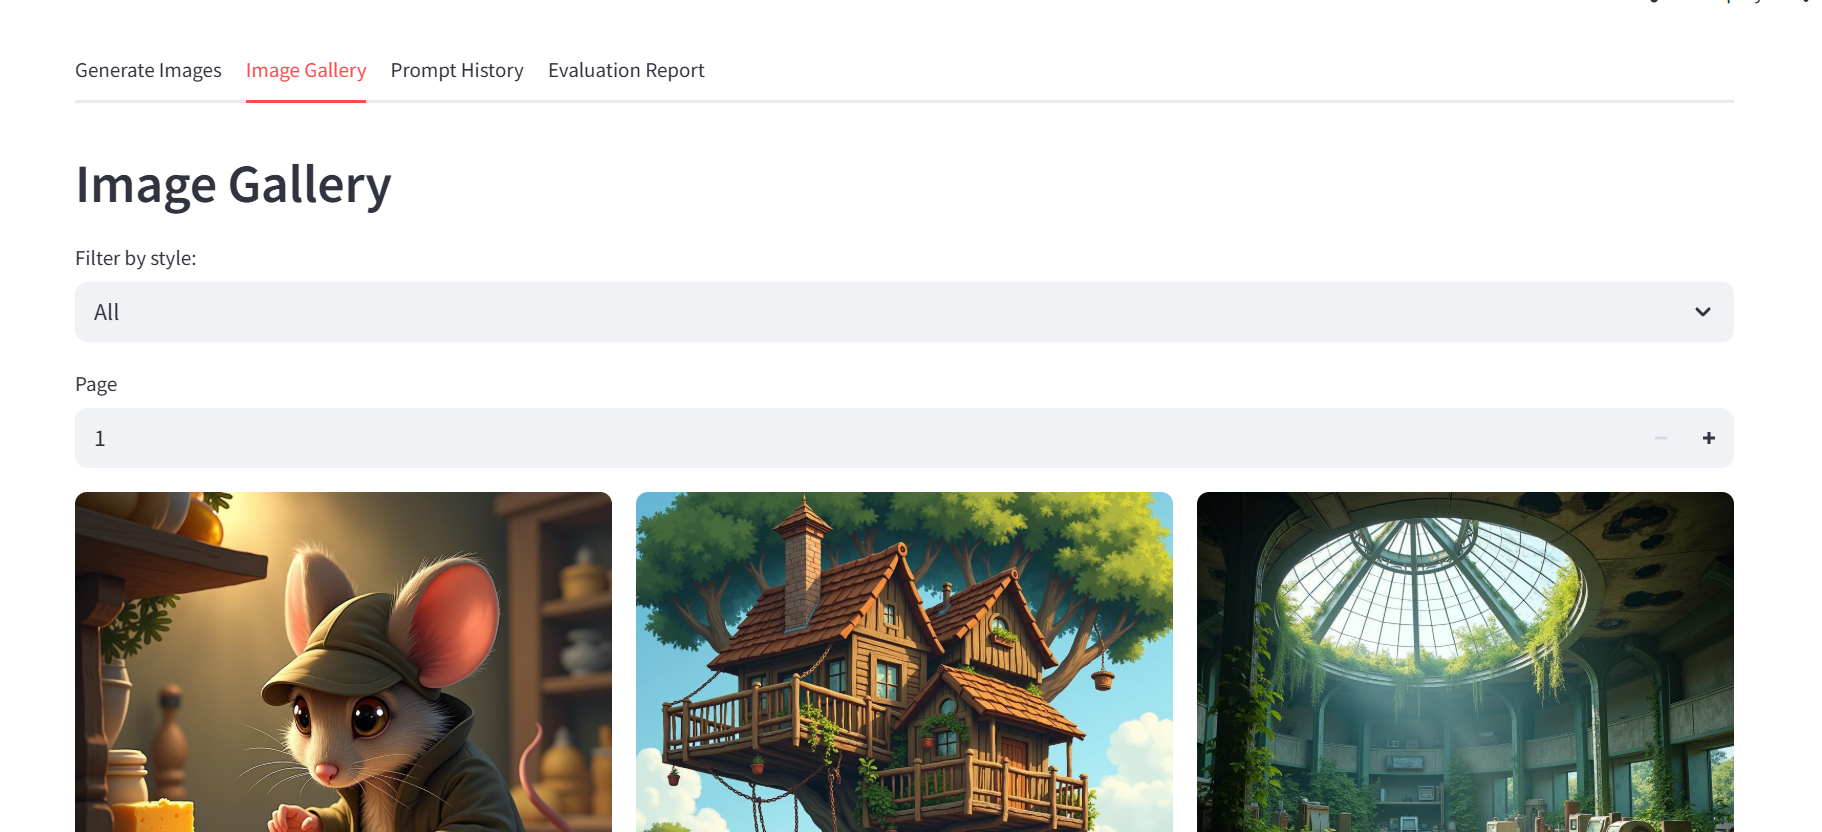 Generate Images Image Gallery Prompt History Evaluation Report
Image Gallery
Filter by style:
All
Page
1